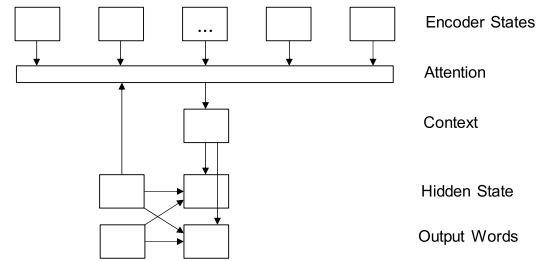 Encoder States
...
Attention
Context
Hidden State
Output Words